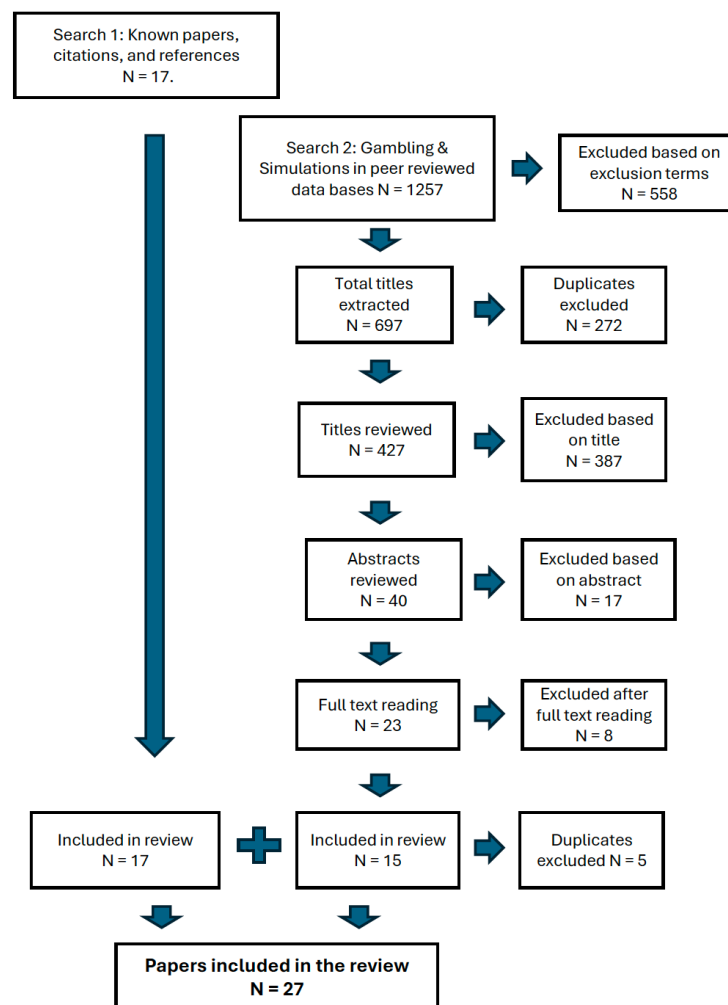 Search 1: Known papers,
citations, and references
N = 17.
Search 2: Gambling &
Simulations in peer reviewed
data bases N = 1257
Excluded based on
exclusion terms
N = 558
Total titles
extracted
N = 697
Duplicates
excluded
N = 272
Titles reviewed
N = 427
Excluded based
on title
N = 387
Abstracts
reviewed
N = 40
Excluded based
on abstract
N = 17
Full text reading
N = 23
Excluded after
full text reading
N = 8
Included in review
N = 17
Included in review
N = 15
Duplicates
excluded N = 5
Papers included in the review
N = 27